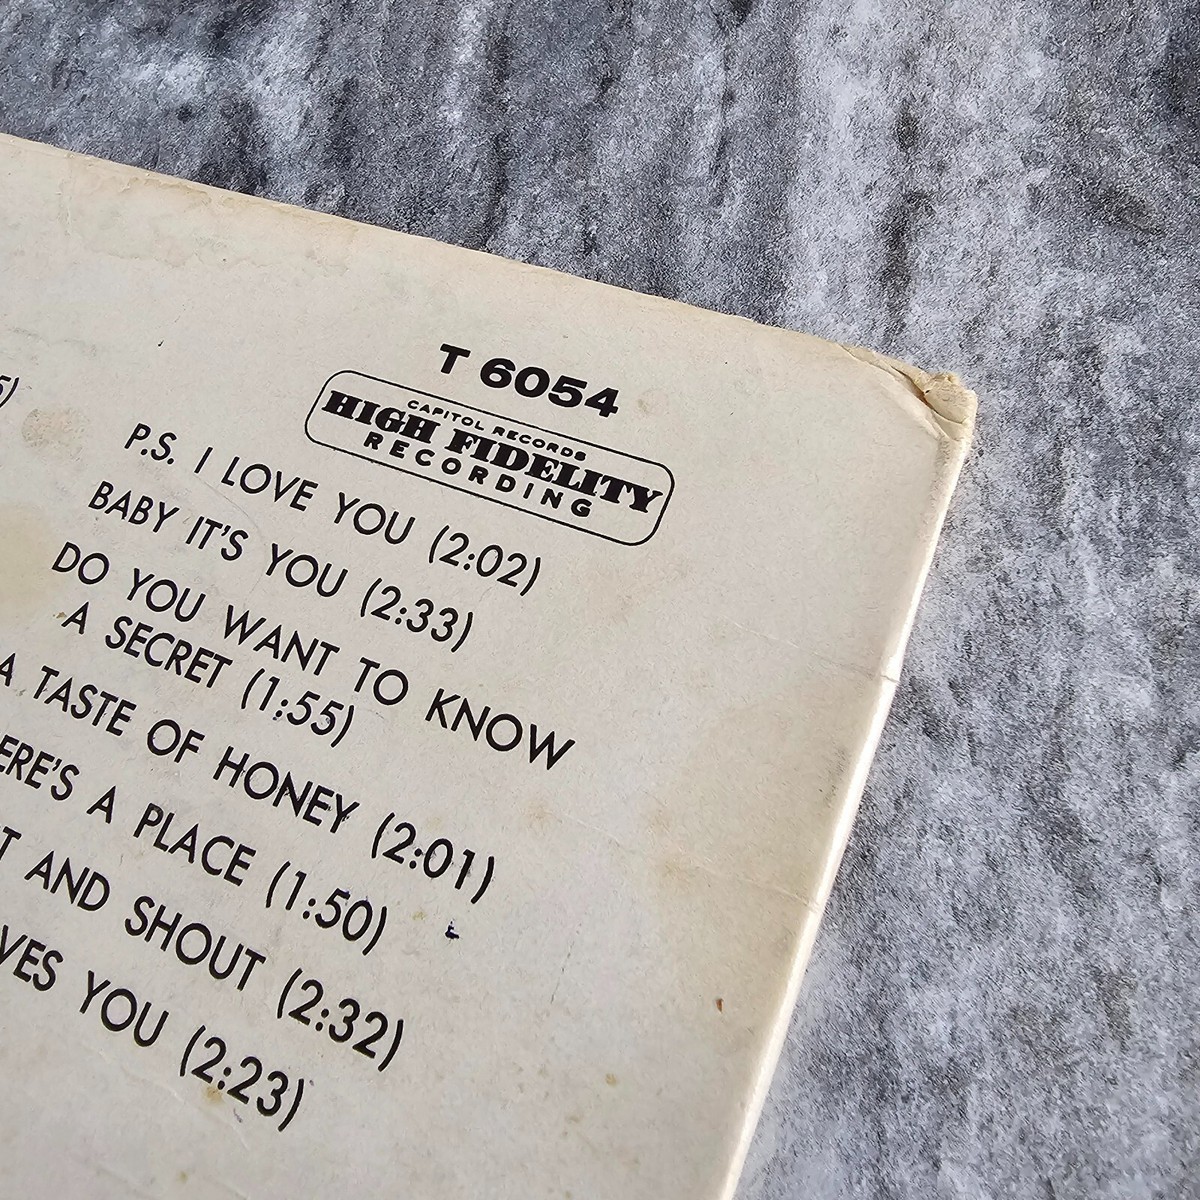 T 6054
CAPITOL RECORDS
HIGH FIDELITY
RECORDING
5)
P.S. I LOVE YOU (2:02)
BABY IT'S YOU (2:33)
DO YOU WANT TO KNOW
A SECRET (1:55)
A TASTE OF HONEY (2:01)
ERE'S A PLACE (1:50)
T AND SHOUT (2:32)
VES YOU (2:23)